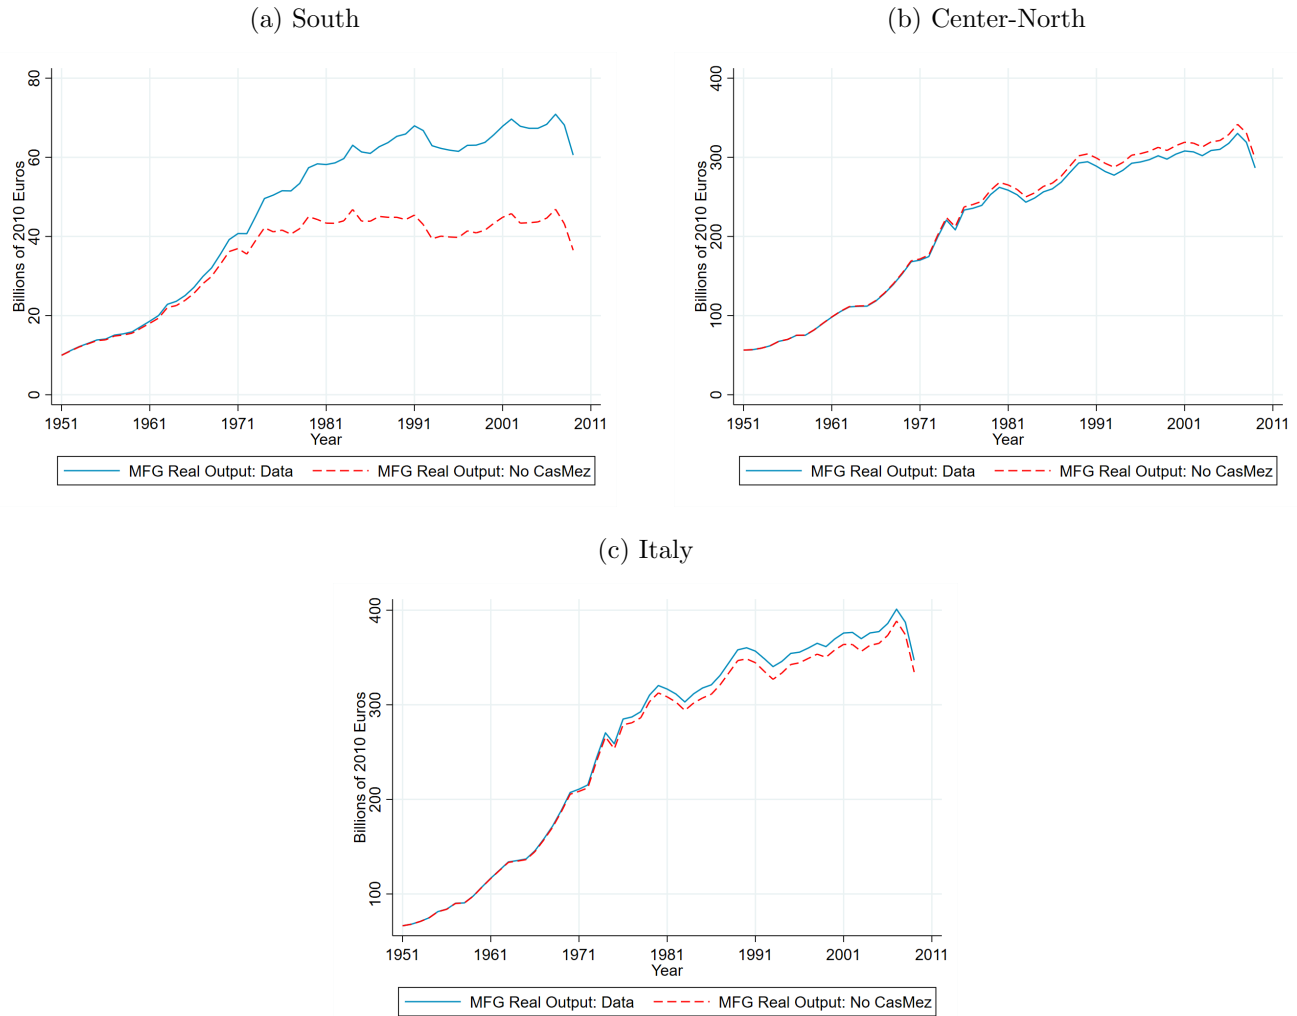 (a) South
Billions of 2010 Euros
80
60
40
20
0
1951 1961 1971 1981 1991 2001 2011
Year
MFG Real Output: Data MFG Real Output: No CasMez
(b) Center-North
Billions of 2010 Euros
400
300
200
100
0
1951 1961 1971 1981 1991 2001 2011
Year
MFG Real Output: Data MFG Real Output: No CasMez
(c) Italy
Billions of 2010 Euros
400
300
200
100
1951 1961 1971 1981 1991 2001 2011
Year
MFG Real Output: Data MFG Real Output: No CasMez